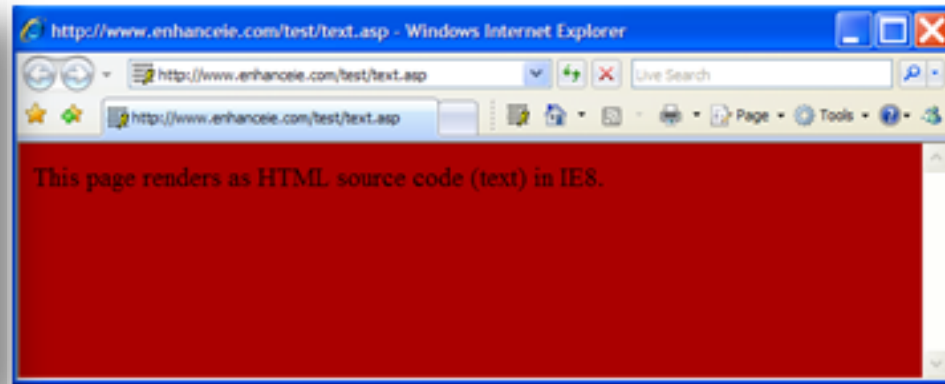 http://www.enhanceie.com/test/text.asp - Windows Internet Explorer
http://www.enhanceie.com/test/text.asp Live Search
http://www.enhanceie.com/test/text.asp Page Tools
This page renders as HTML source code (text) in IE8.